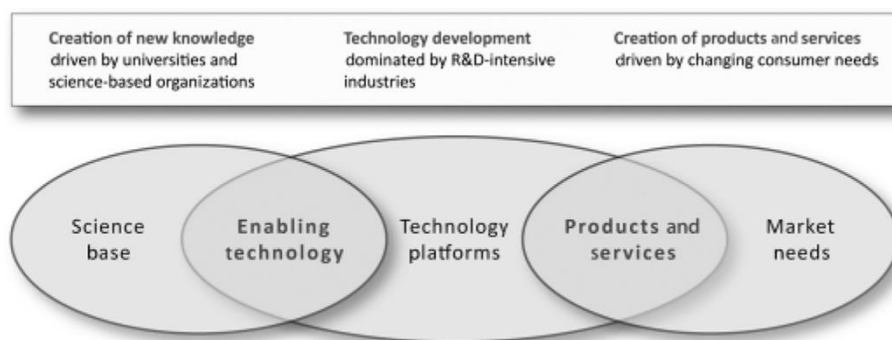 Creation of new knowledge
driven by universities and
science-based organizations
Technology development
dominated by R&D-intensive
industries
Creation of products and services
driven by changing consumer needs
Science
base
Enabling
technology
Technology
platforms
Products and
services
Market
needs